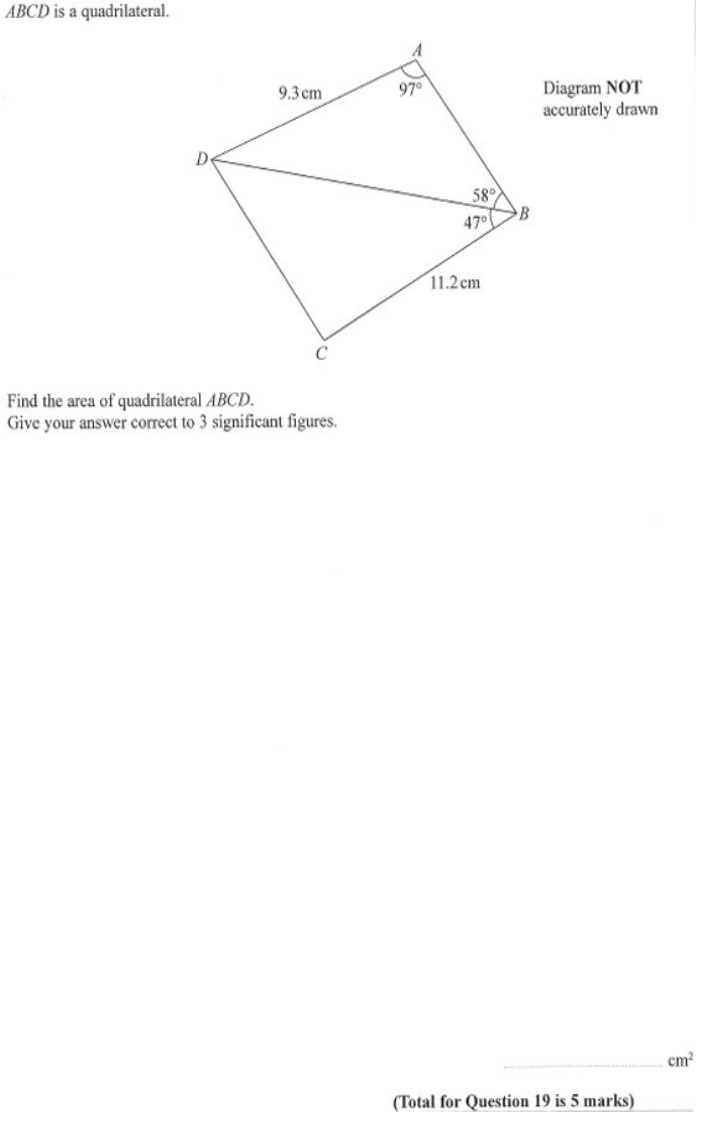 ABCD is a quadrilateral.
A
97°
9.3 cm
Diagram NOT
accurately drawn
D
58°
B
47°
11.2 cm
C
Find the area of quadrilateral ABCD.
Give your answer correct to 3 significant figures.
cm²
(Total for Question 19 is 5 marks)